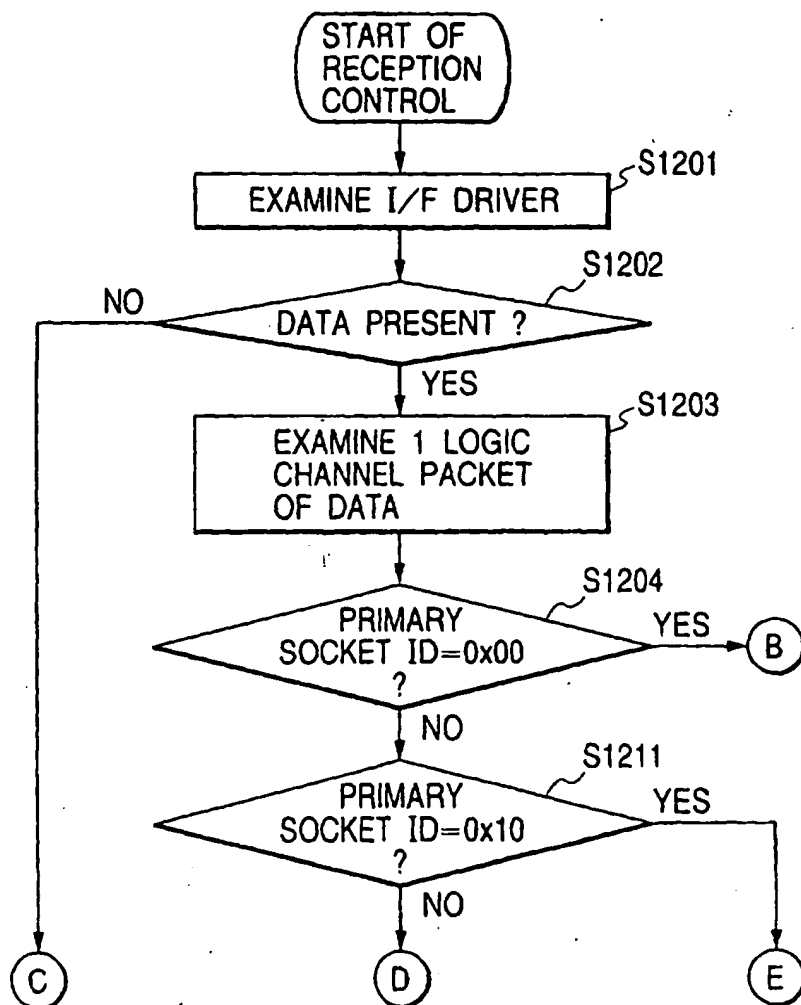 START OF
RECEPTION
CONTROL
S1201
EXAMINE I/F DRIVER
S1202
NO
DATA PRESENT ?
YES
S1203
EXAMINE 1 LOGIC
CHANNEL PACKET
OF DATA
S1204
PRIMARY
SOCKET ID=0x00
?
YES
B
NO
S1211
PRIMARY
SOCKET ID=0x10
?
YES
NO
C
D
E